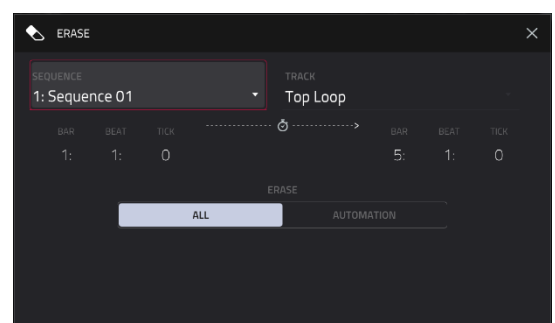 ERASE
SEQUENCE
TRACK
1: Sequence 01
Top Loop
BAR BEAT TICK
BAR BEAT TICK
1: 1: 0
5: 1: 0
ERASE
ALL
AUTOMATION